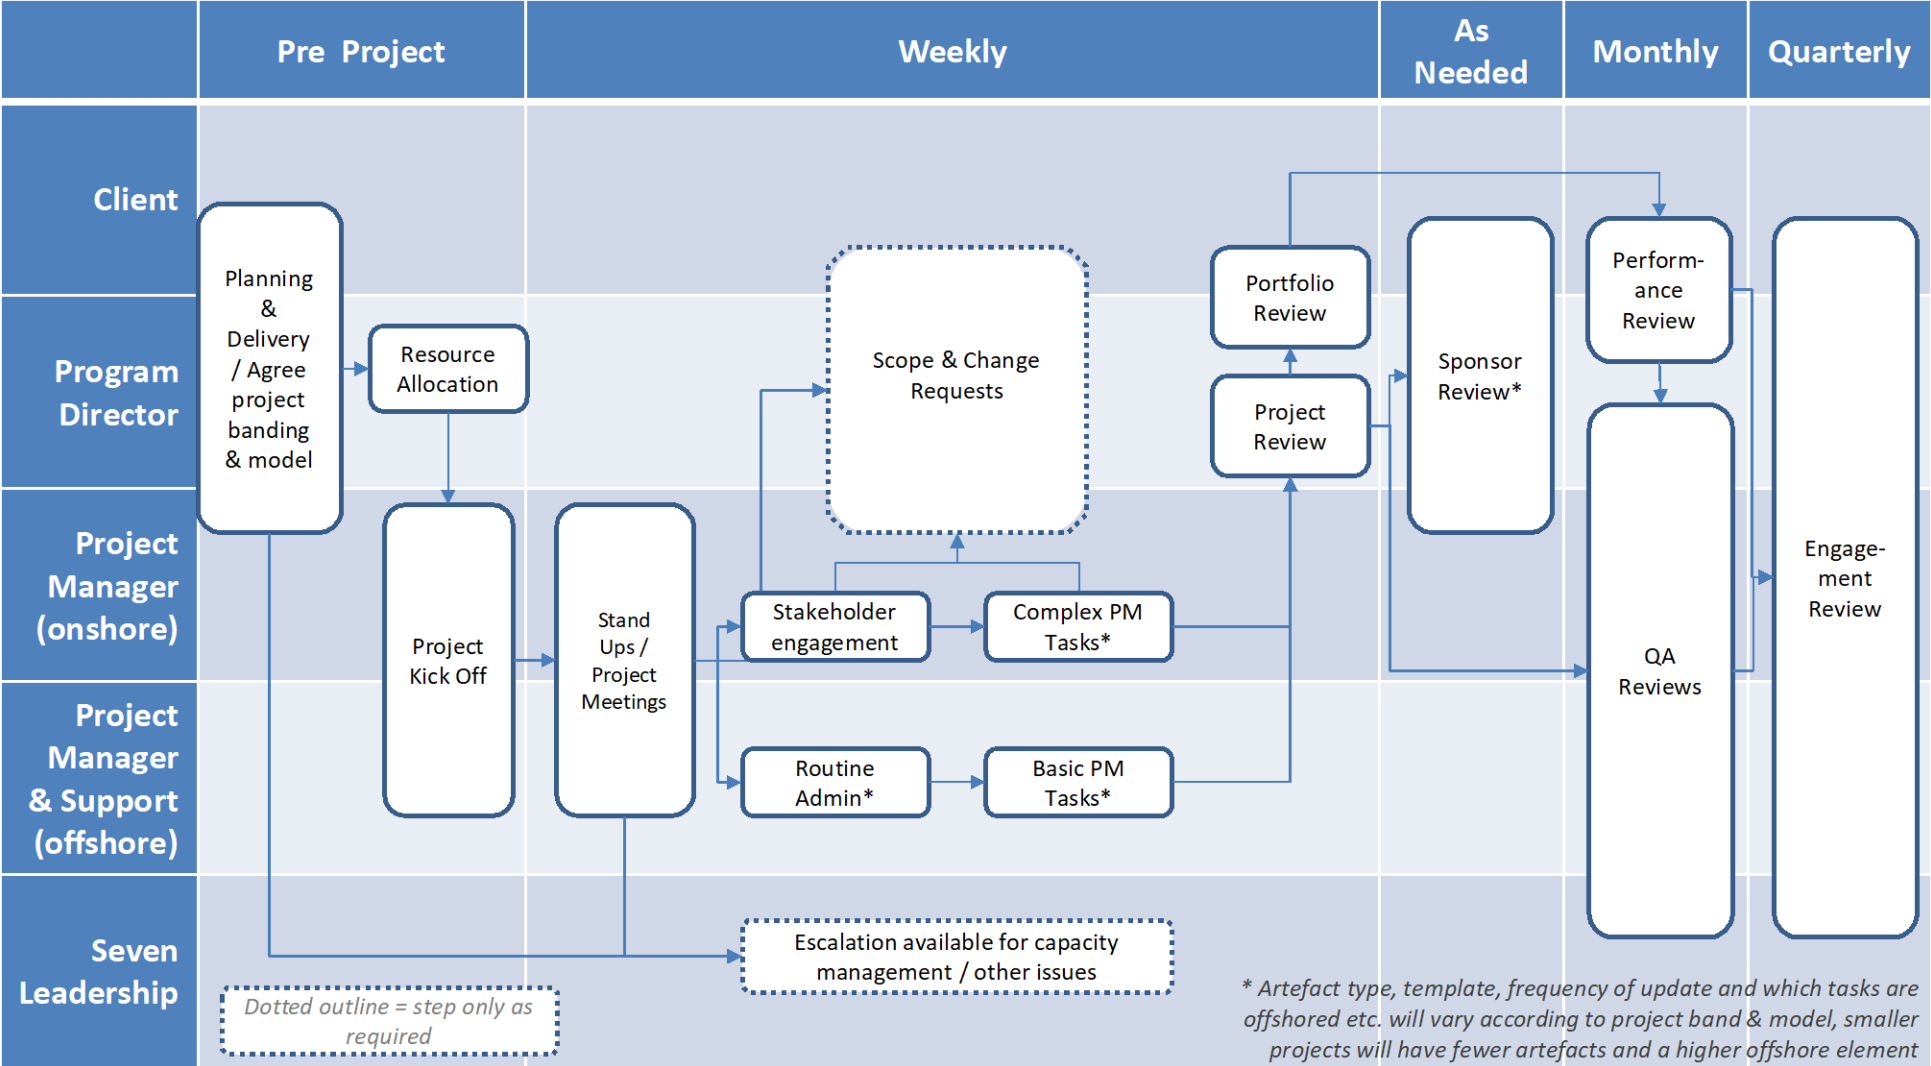 Pre Project
Weekly
As
Needed
Monthly
Quarterly
Client
Program
Director
Project
Manager
(onshore)
Project
Manager
& Support
(offshore)
Seven
Leadership
Planning
&
Delivery
/ Agree
project
banding
& model
Resource
Allocation
Project
Kick Off
Stand
Ups /
Project
Meetings
Scope & Change
Requests
Stakeholder
engagement
Complex PM
Tasks*
Routine
Admin*
Basic PM
Tasks*
Portfolio
Review
Project
Review
Sponsor
Review*
Perform-
ance
Review
QA
Reviews
Engage-
ment
Review
Escalation available for capacity
management / other issues
Dotted outline = step only as
required
* Artefact type, template, frequency of update and which tasks are
offshored etc. will vary according to project band & model, smaller
projects will have fewer artefacts and a higher offshore element